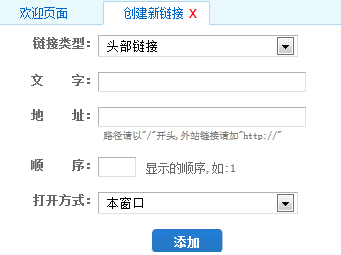 欢迎页面 创建新链接 X
链接类型: 头部链接
文 字:
地 址:
路径请以"/"开头,外站链接请加"http://"
顺 序: 显示的顺序,如:1
打开方式: 本窗口
添加